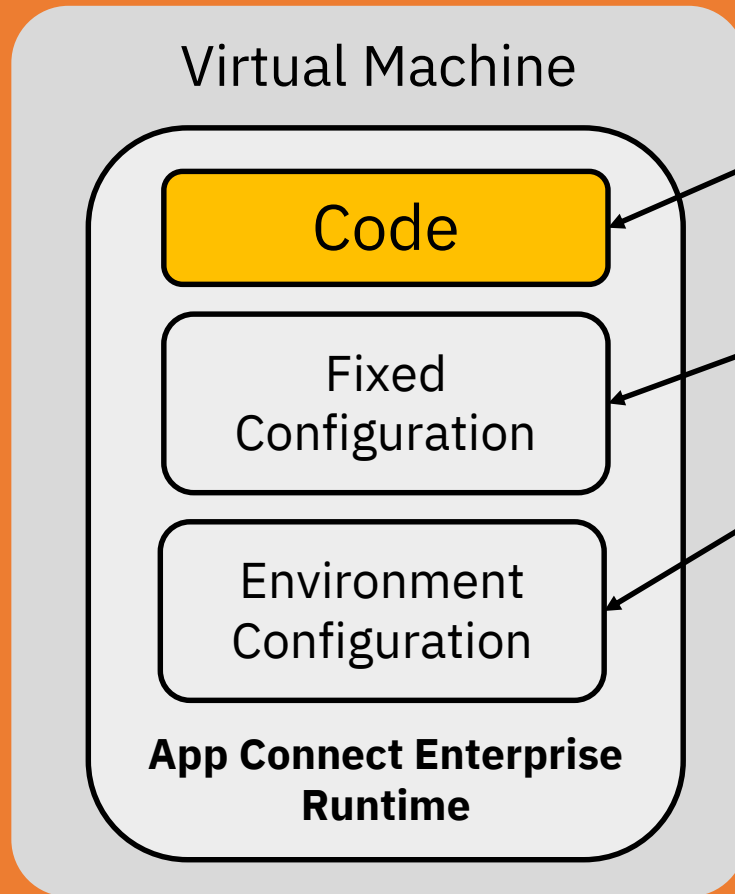 Virtual Machine
Code
Fixed
Configuration
Environment
Configuration
App Connect Enterprise
Runtime